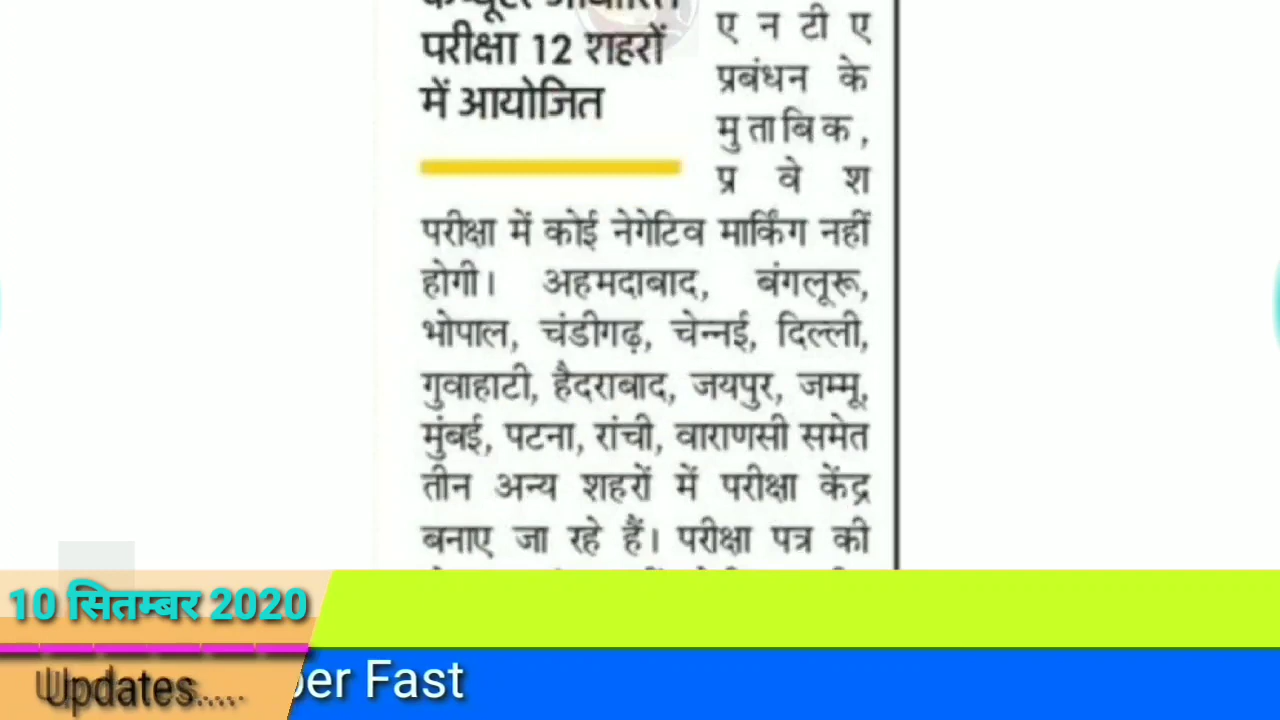 परीक्षा 12 शहरों
में आयोजित
ए न टी ए
प्रबंधन के
मुताबिक,
प्र वे श
परीक्षा में कोई नेगेटिव मार्किंग नहीं
होगी। अहमदाबाद, बंगलूरू,
भोपाल, चंडीगढ़, चेन्नई, दिल्ली,
गुवाहाटी, हैदराबाद, जयपुर, जम्मू,
मुंबई, पटना, रांची, वाराणसी समेत
तीन अन्य शहरों में परीक्षा केंद्र
बनाए जा रहे हैं। परीक्षा पत्र की
10 सितम्बर 2020
Updates.....
Fast